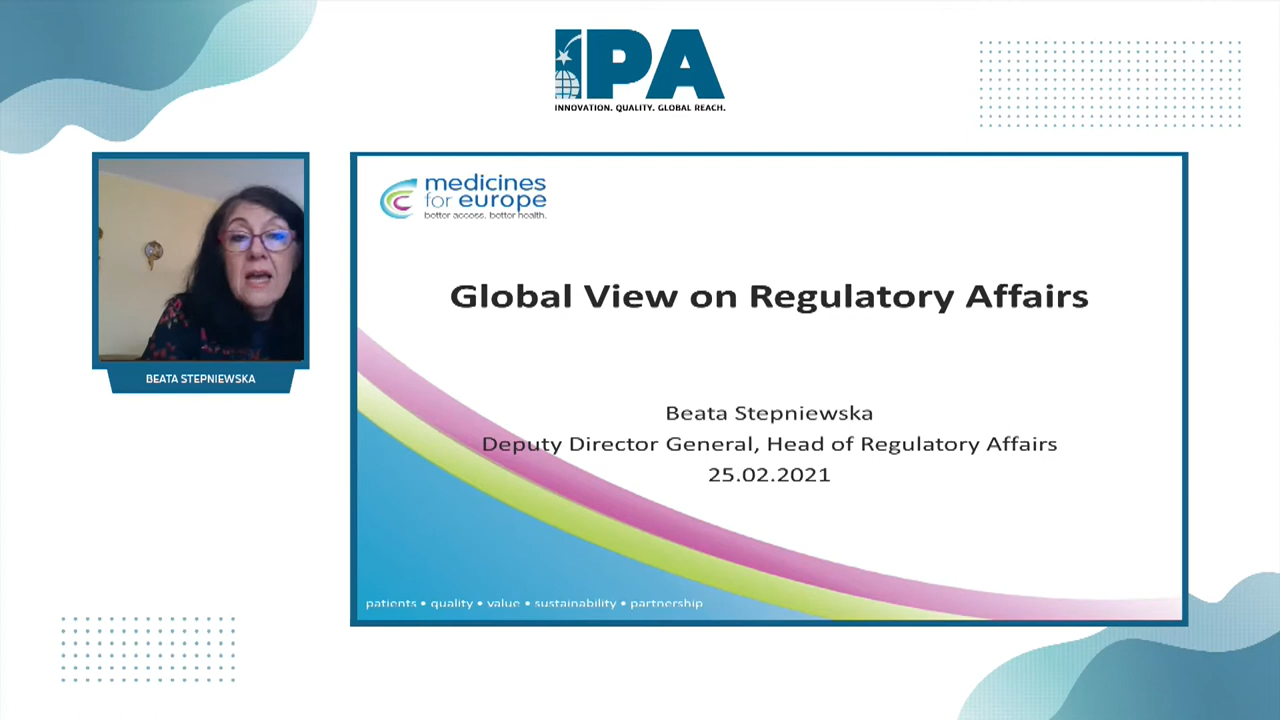 IPA
INNOVATION. QUALITY. GLOBAL REACH.
BEATA STEPNIEWSKA
medicines
for europe
better access. better health.
Global View on Regulatory Affairs
Beata Stepniewska
Deputy Director General, Head of Regulatory Affairs
25.02.2021
patients • quality • value • sustainability • partnership